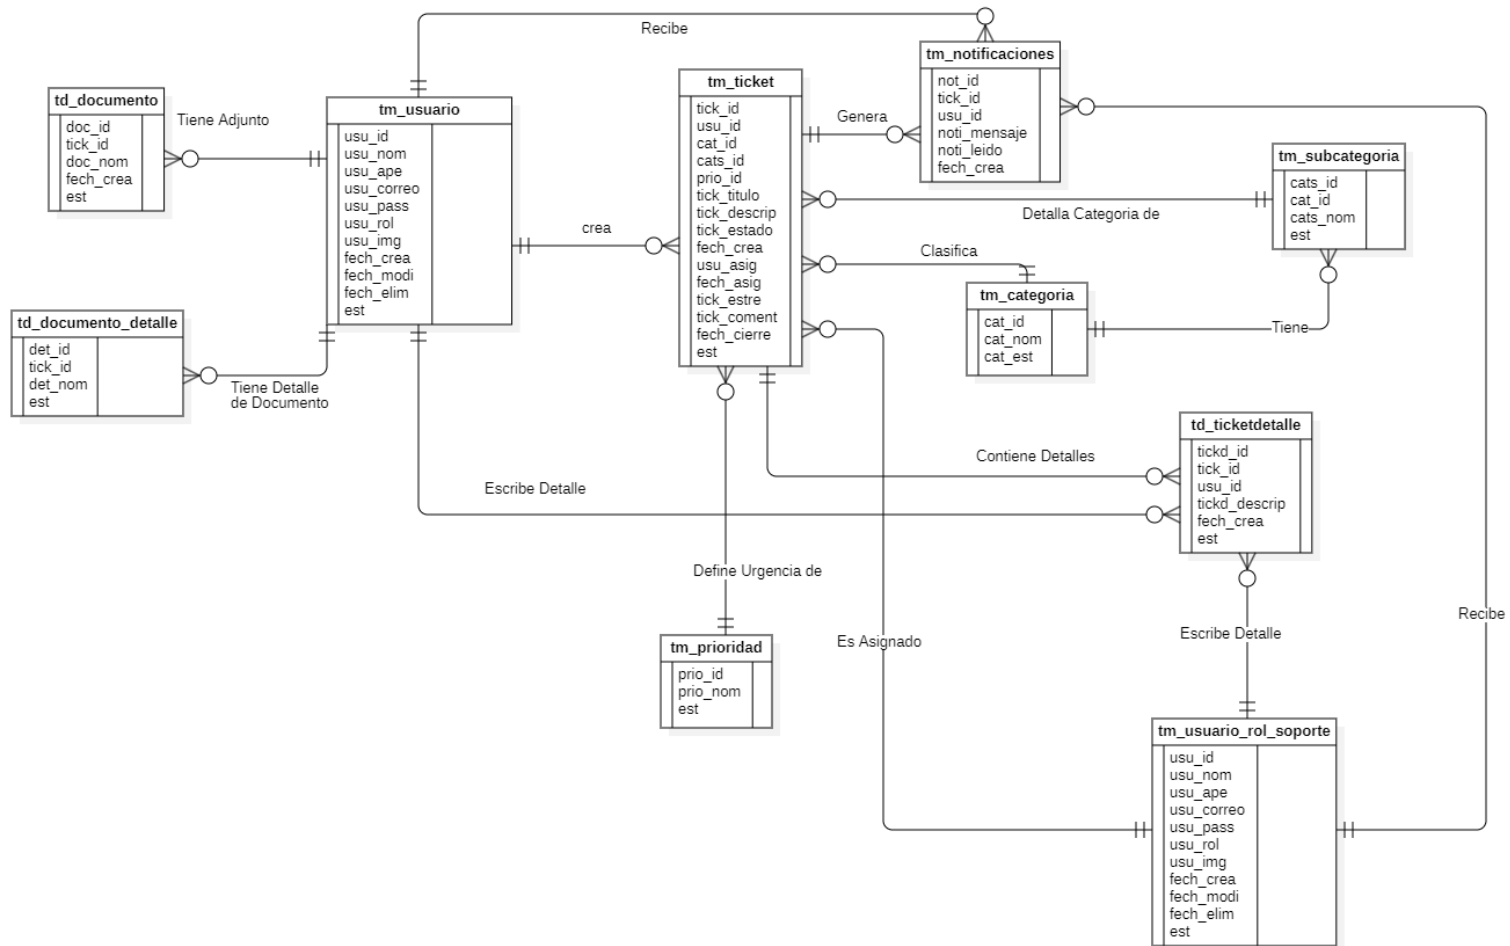 Recibe
tm_notificaciones
not_id
tick_id
usu_id
noti_mensaje
noti_leido
fech_crea
tm_ticket
tick_id
usu_id
cat_id
cats_id
prio_id
tick_titulo
tick_descrip
tick_estado
fech_crea
usu_asig
fech_asig
tick_estre
tick_coment
fech_cierre
est
td_documento
doc_id
tick_id
doc_nom
fech_crea
est
Tiene Adjunto
tm_usuario
usu_id
usu_nom
usu_ape
usu_correo
usu_pass
usu_rol
usu_img
fech_crea
fech_modi
fech_elim
est
Genera
crea
tm_subcategoria
cats_id
cat_id
cats_nom
est
Detalla Categoria de
Clasifica
tm_categoria
cat_id
cat_nom
cat_est
Tiene
td_documento_detalle
det_id
tick_id
det_nom
est
Tiene Detalle
de Documento
td_ticketdetalle
tickd_id
tick_id
usu_id
tickd_descrip
fech_crea
est
Contiene Detalles
Escribe Detalle
Define Urgencia de
Es Asignado
Escribe Detalle
Recibe
tm_prioridad
prio_id
prio_nom
est
tm_usuario_rol_soporte
usu_id
usu_nom
usu_ape
usu_correo
usu_pass
usu_rol
usu_img
fech_crea
fech_modi
fech_elim
est